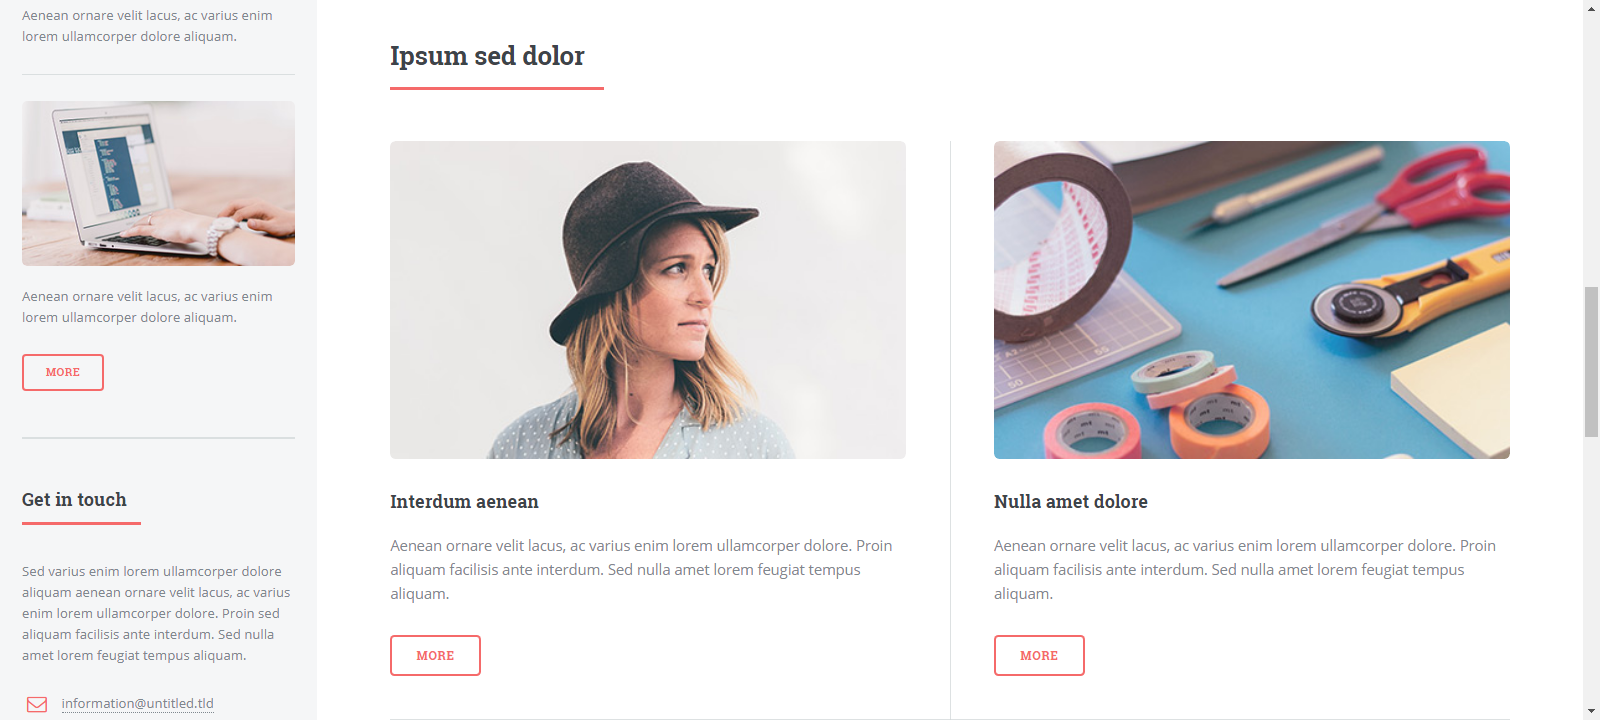 Aenean ornare velit lacus, ac varius enim
lorem ullamcorper dolore aliquam.
Aenean ornare velit lacus, ac varius enim
lorem ullamcorper dolore aliquam.
MORE
Get in touch
Sed varius enim lorem ullamcorper dolore
aliquam aenean ornare velit lacus, ac varius
enim lorem ullamcorper dolore. Proin sed
aliquam facilisis ante interdum. Sed nulla
amet lorem feugiat tempus aliquam.
information@untitled.tld
Ipsum sed dolor
Interdum aenean
Aenean ornare velit lacus, ac varius enim lorem ullamcorper dolore. Proin
aliquam facilisis ante interdum. Sed nulla amet lorem feugiat tempus
aliquam.
MORE
55
50
mt
mt
Nulla amet dolore
Aenean ornare velit lacus, ac varius enim lorem ullamcorper dolore. Proin
aliquam facilisis ante interdum. Sed nulla amet lorem feugiat tempus
aliquam.
MORE